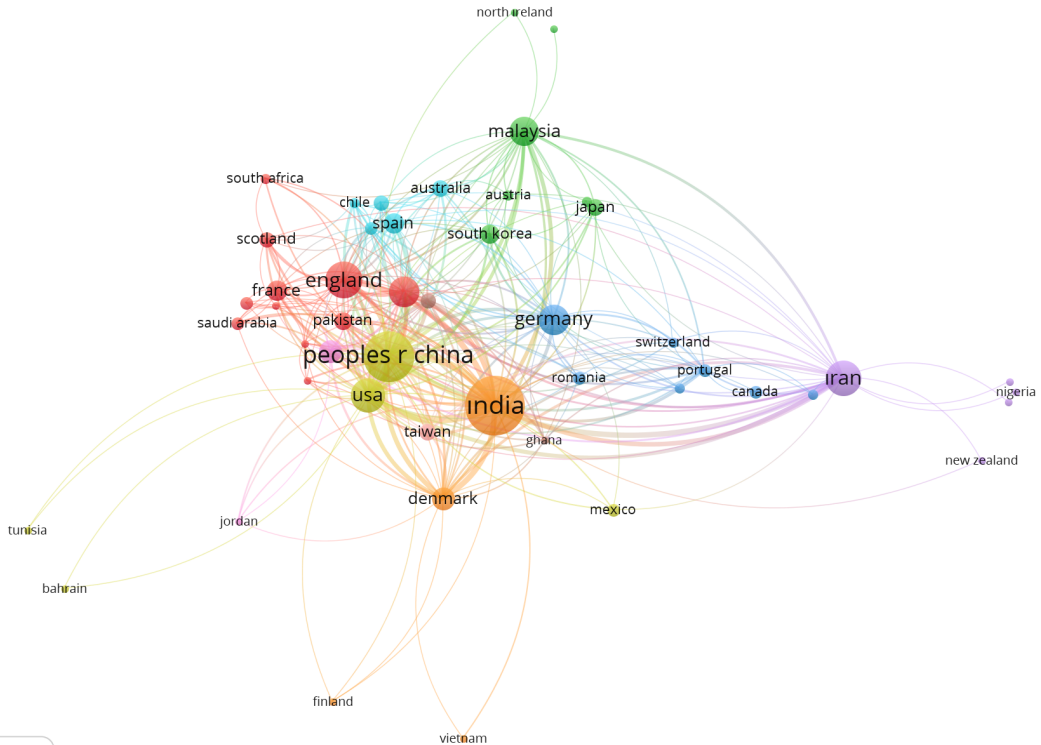 north ireland
malaysia
south africa
chile
australia
austria
japan
spain
scotland
south korea
england
france
saudi arabia
pakistan
germany
peoples r china
switzerland
portugal
romania
iran
canada
nigeria
usa
india
taiwan
ghana
new zealand
denmark
mexico
jordan
tunisia
bahrain
finland
vietnam